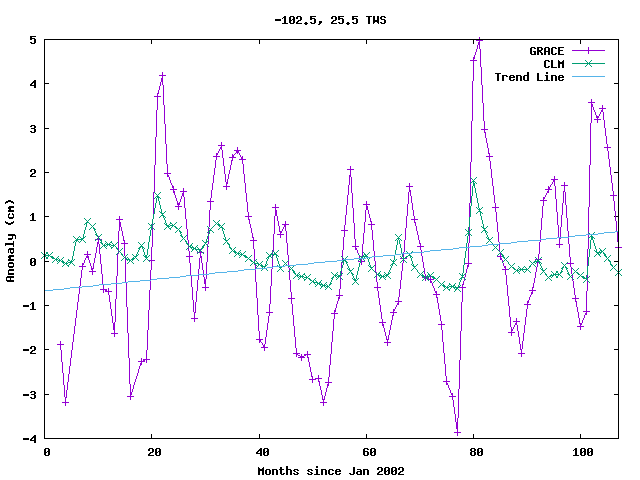 -102.5, 25.5 TWS
GRACE
CLM
Trend Line
5
4
3
2
1
0
-1
-2
-3
-4
Anomaly (cm)
0 20 40 60 80 100
Months since Jan 2002